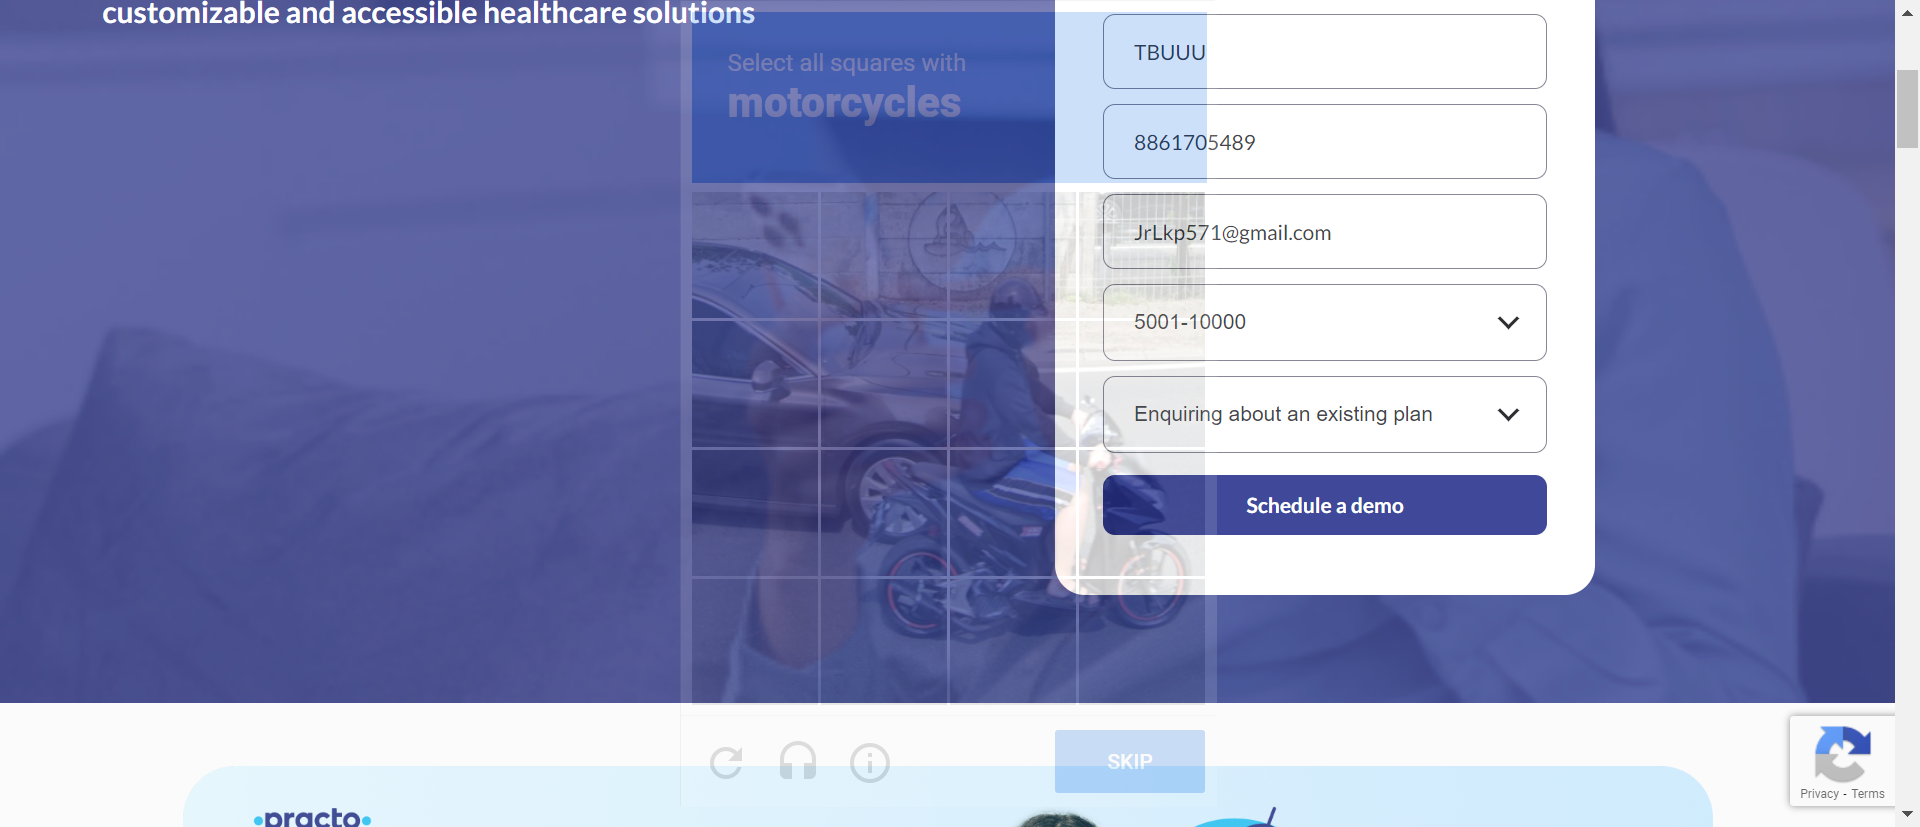 customizable and accessible healthcare solutions
Select all squares with
motorcycles
TBUUU
8861705489
JrLkp571@gmail.com
5001-10000
Enquiring about an existing plan
Schedule a demo
SKIP
Privacy - Terms
practo